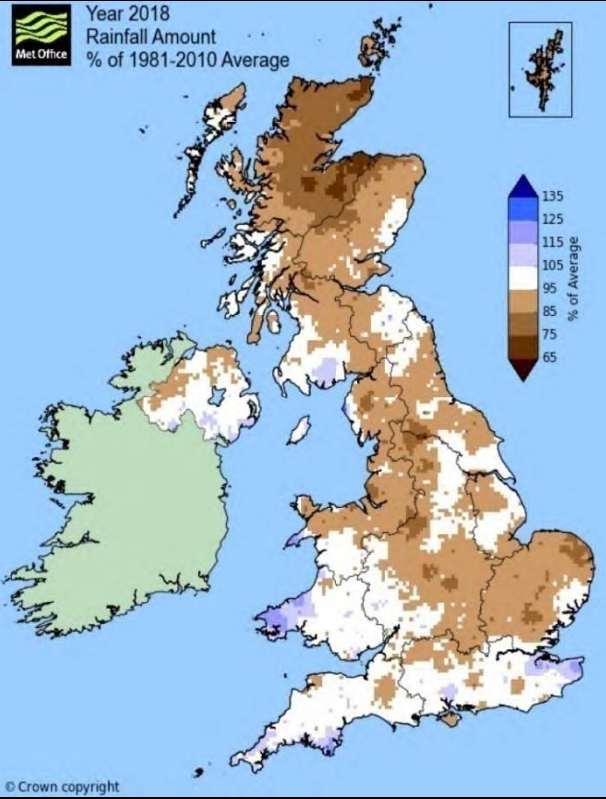 Met Office
Year 2018
Rainfall Amount
% of 1981-2010 Average
135
125
115
105
95
85
75
65
% of Average
© Crown copyright